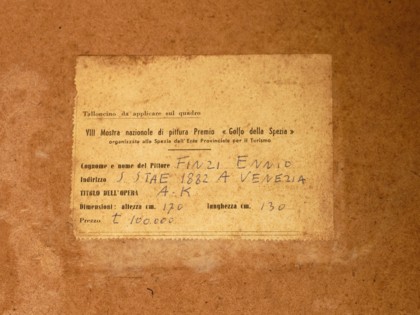 Talloncino da applicare sul quadro
VIII Mostra nazionale di pittura Premio « Golfo della Spezia »
organizzata alla Spezia dall'Ente Provinciale per il Turismo
Cognome e nome del Pittore FINZI ENNIO
Indirizzo S. STAE 1882 A VENEZIA
TITOLO DELL'OPERA A-K
Dimensioni: altezza cm. 170 larghezza cm. 130
Prezzo £ 100.000